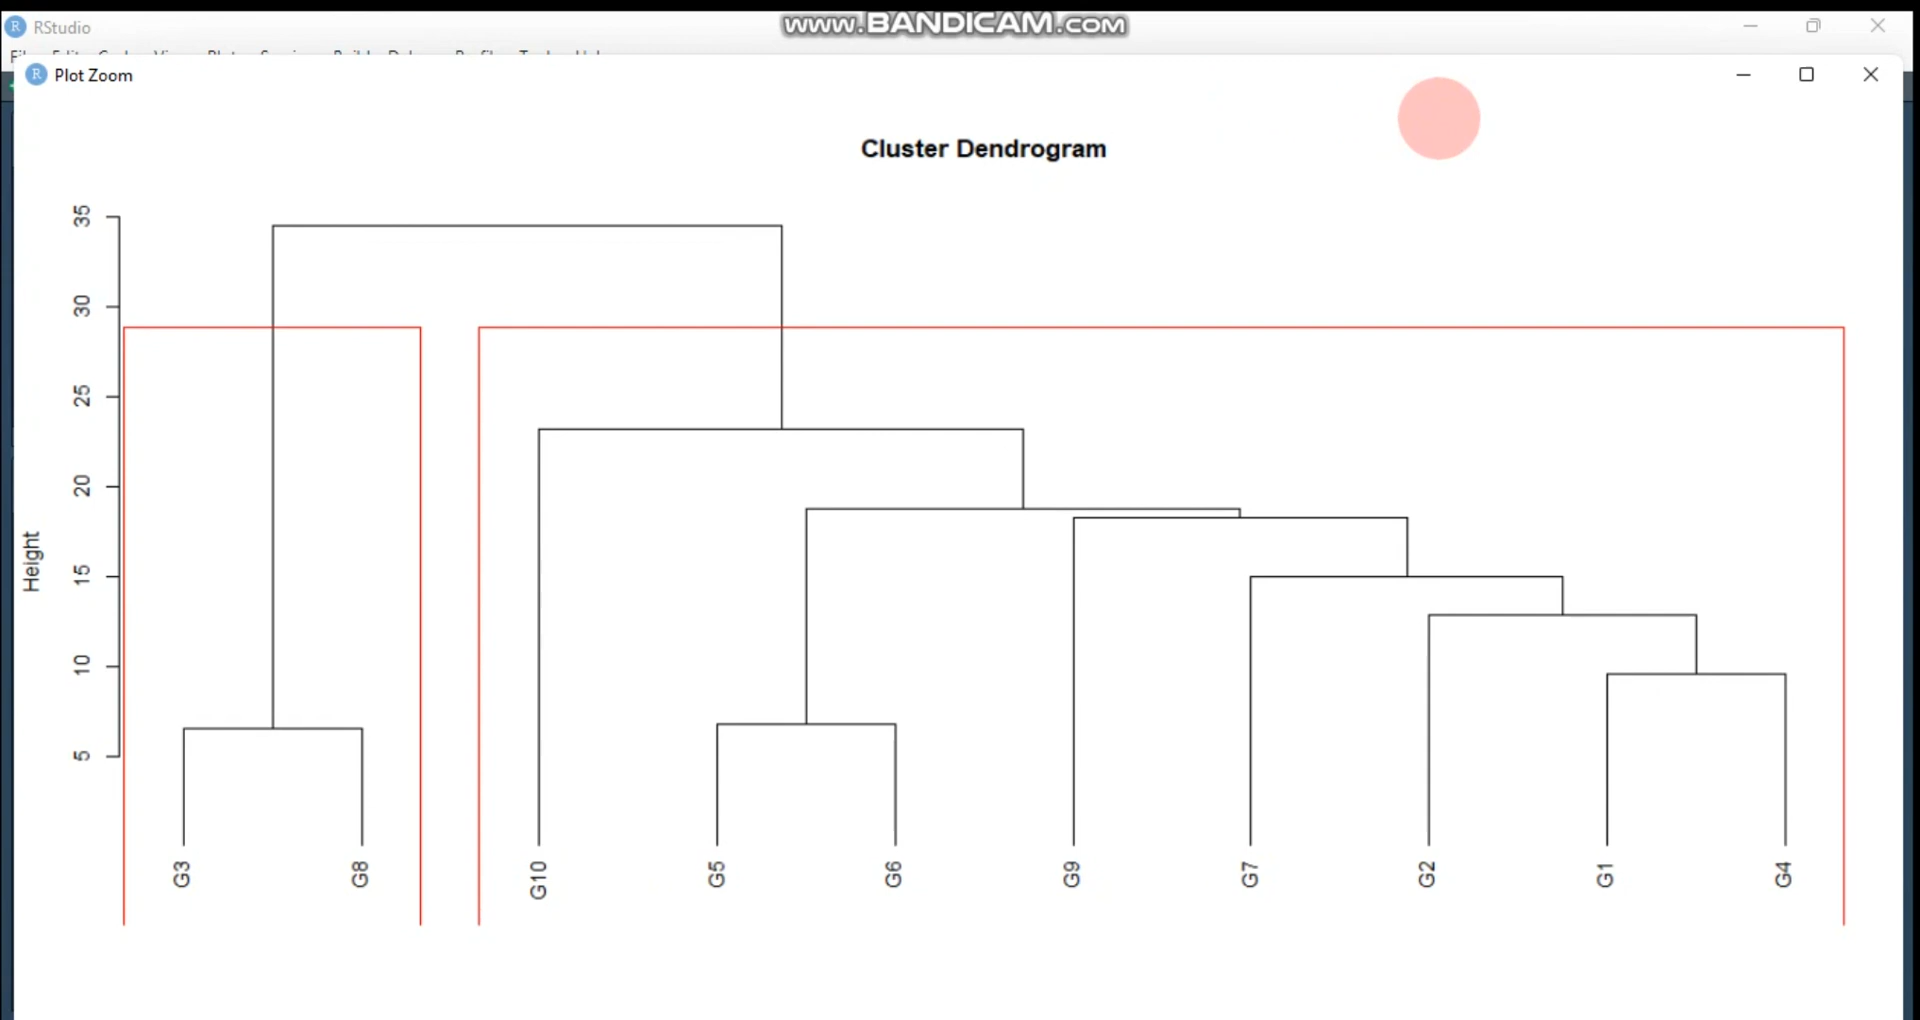 RStudio
www.BANDICAM.com
Plot Zoom
Cluster Dendrogram
35
30
25
20
15
10
5
Height
G3 G8 G10 G5 G6 G9 G7 G2 G1 G4